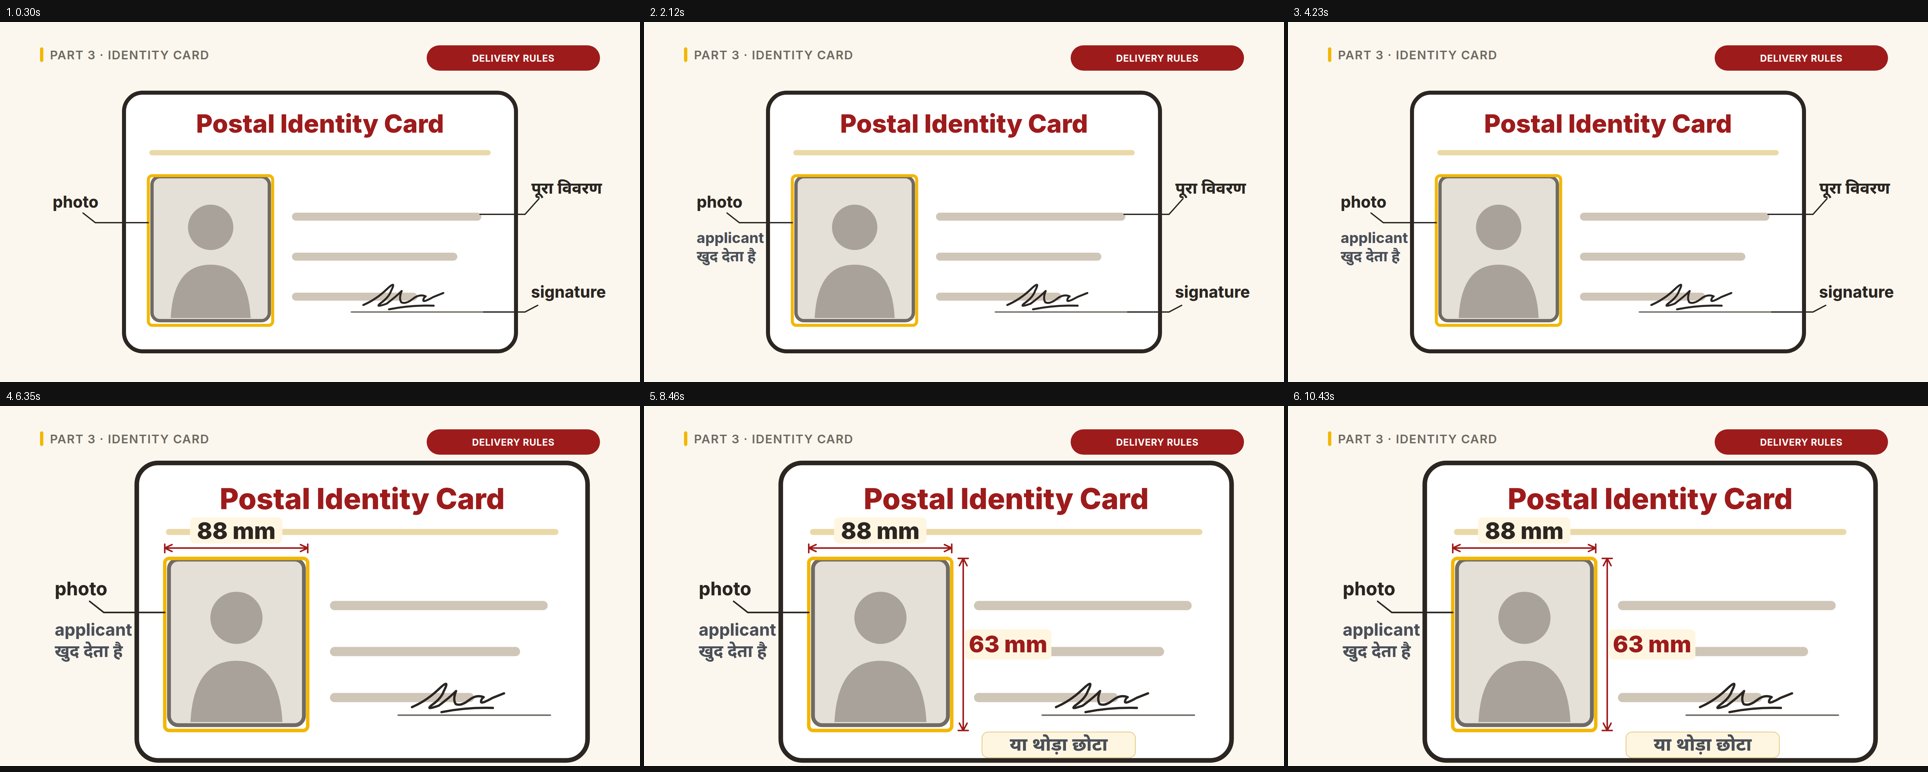 1. 0.30s
PART 3 · IDENTITY CARD
DELIVERY RULES
Postal Identity Card
photo
पूरा विवरण
signature
2. 2.12s
PART 3 · IDENTITY CARD
DELIVERY RULES
Postal Identity Card
photo
applicant
खुद देता है
पूरा विवरण
signature
3. 4.23s
PART 3 · IDENTITY CARD
DELIVERY RULES
Postal Identity Card
photo
applicant
खुद देता है
पूरा विवरण
signature
4. 6.35s
PART 3 · IDENTITY CARD
DELIVERY RULES
Postal Identity Card
88 mm
photo
applicant
खुद देता है
5. 8.46s
PART 3 · IDENTITY CARD
DELIVERY RULES
Postal Identity Card
88 mm
photo
applicant
खुद देता है
63 mm
या थोड़ा छोटा
6. 10.43s
PART 3 · IDENTITY CARD
DELIVERY RULES
Postal Identity Card
88 mm
photo
applicant
खुद देता है
63 mm
या थोड़ा छोटा